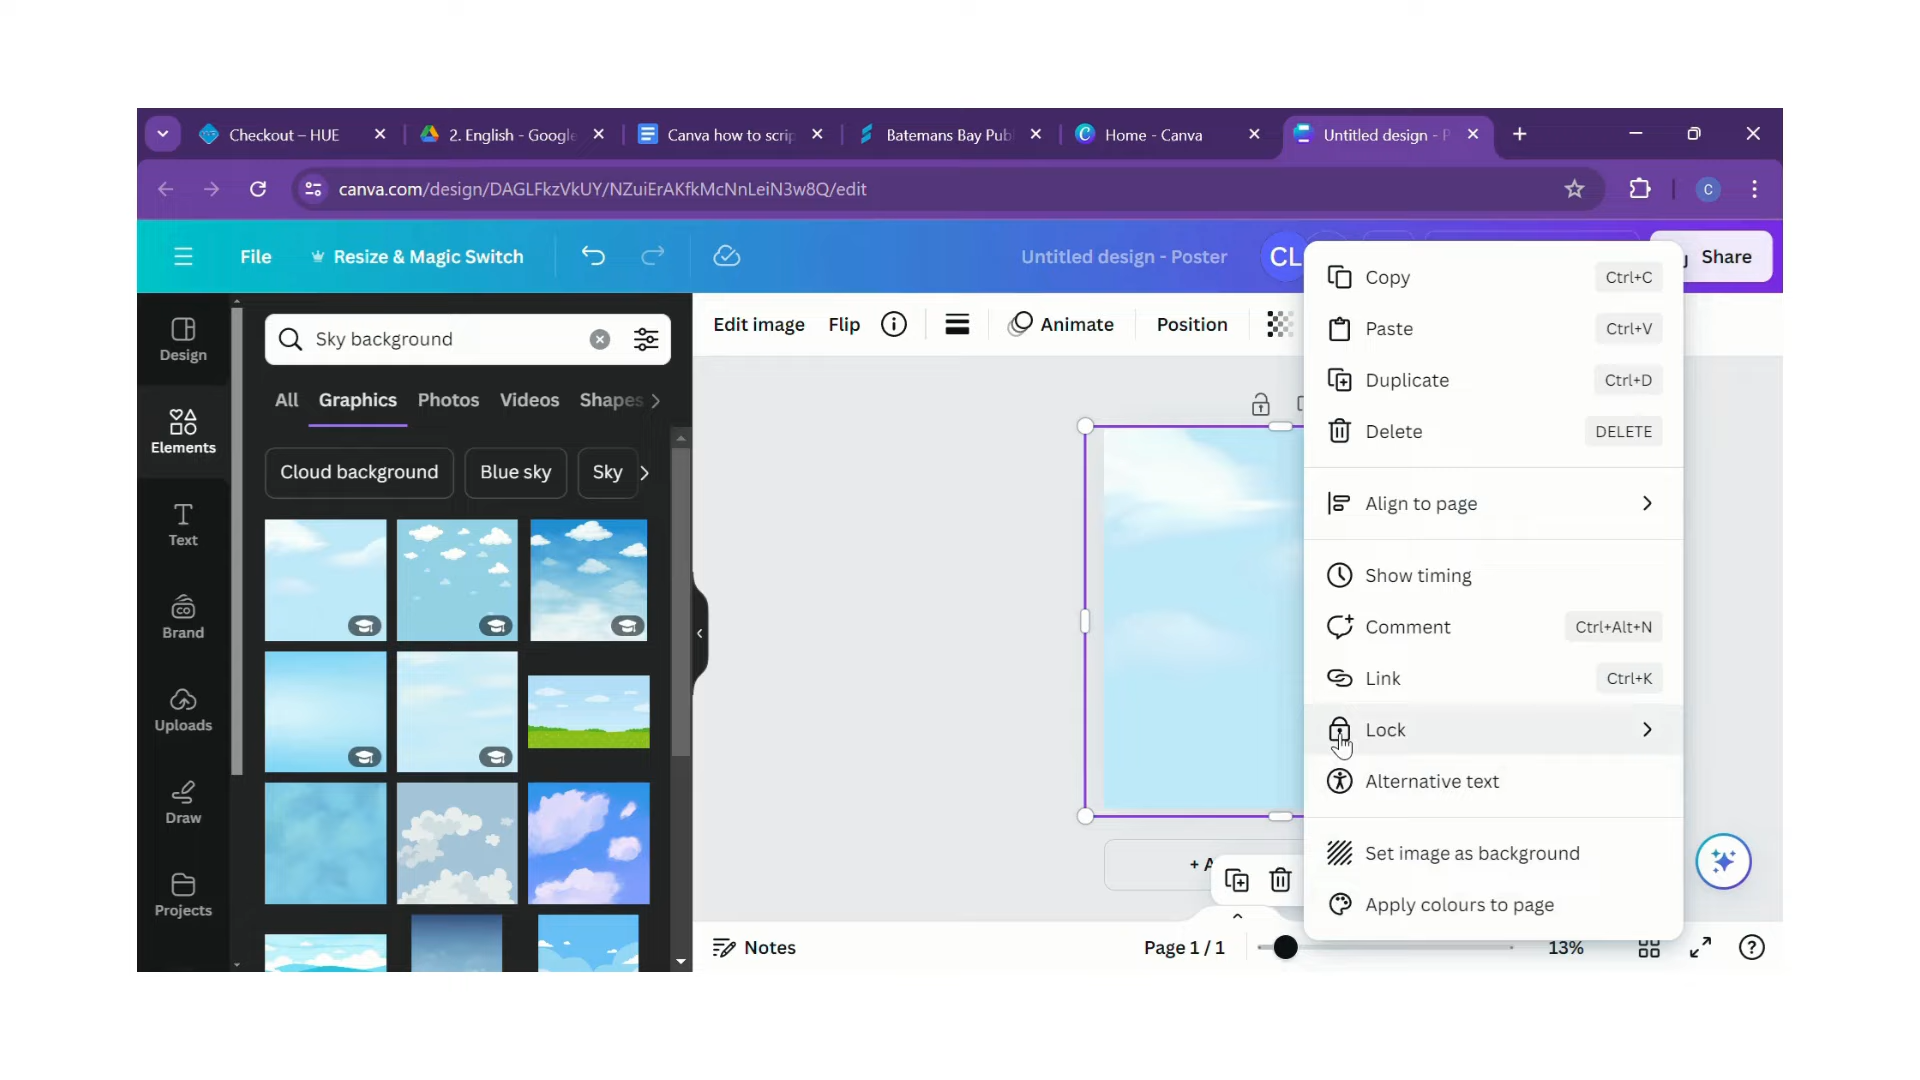 Checkout – HUE
2. English - Google
Canva how to scrip
Batemans Bay Pub
Home - Canva
Untitled design - P
canva.com/design/DAGLFkzVkUY/NZuiErAKfkMcNnLeiN3w8Q/edit
C
File
Resize & Magic Switch
Untitled design - Poster
CL
Share
Design
Elements
Text
Brand
Uploads
Draw
Projects
Sky background
All
Graphics
Photos
Videos
Shapes
Cloud background
Blue sky
Sky
Edit image
Flip
Animate
Position
Copy Ctrl+C
Paste Ctrl+V
Duplicate Ctrl+D
Delete DELETE
Align to page
Show timing
Comment Ctrl+Alt+N
Link Ctrl+K
Lock
Alternative text
Set image as background
Apply colours to page
+ A
Notes
Page 1 / 1
13%